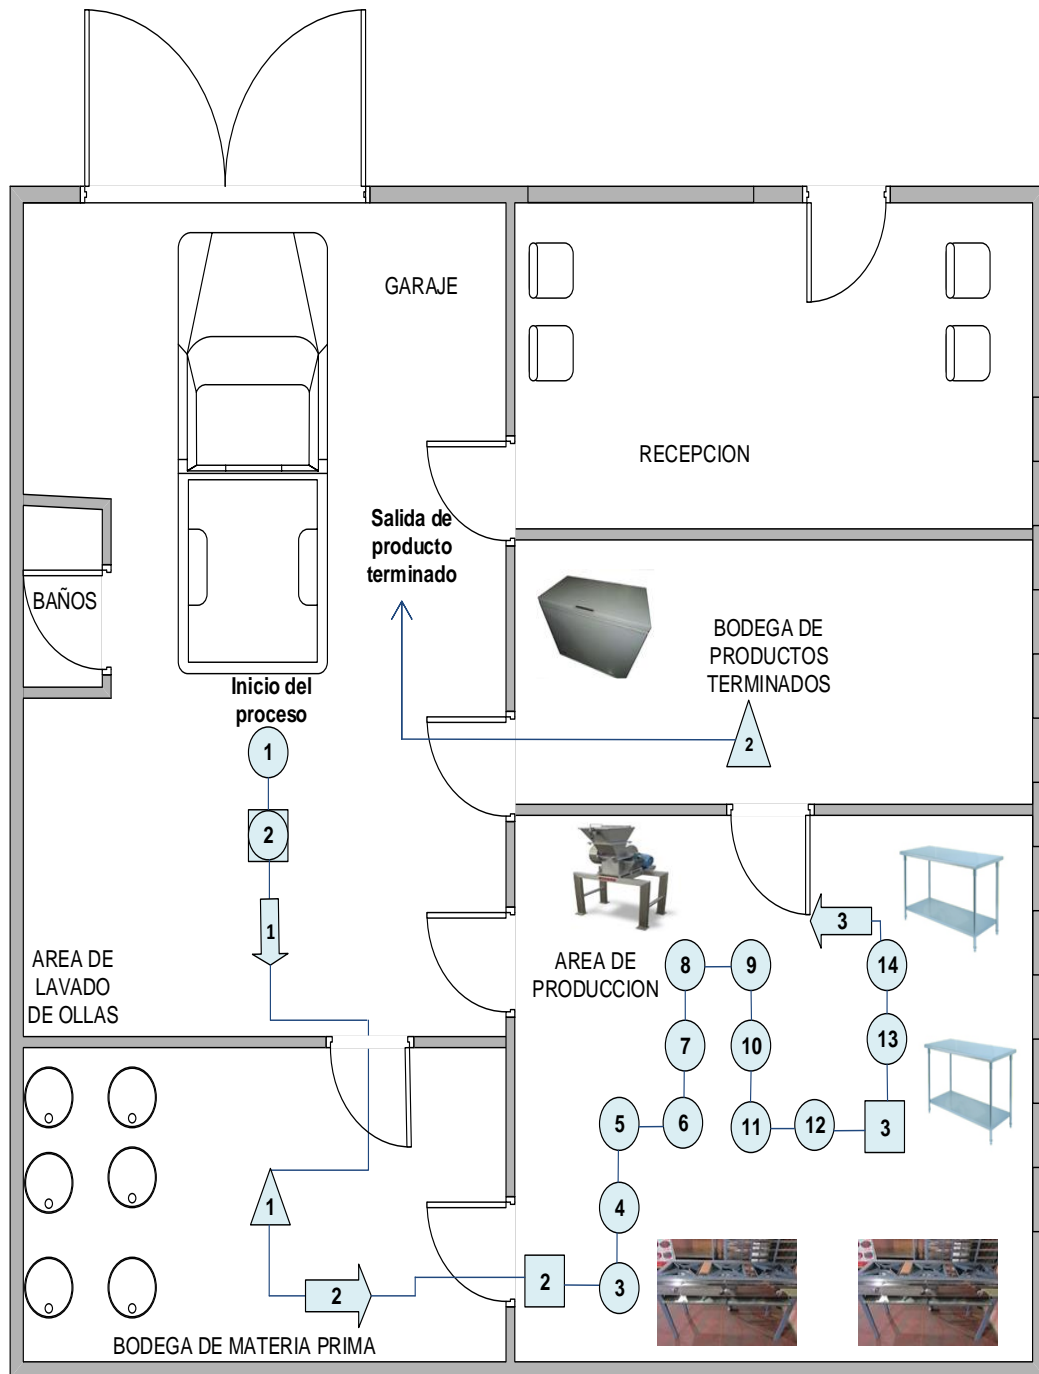 GARAJE
RECEPCION
Salida de
producto
terminado
BAÑOS
BODEGA DE
PRODUCTOS
TERMINADOS
Inicio del
proceso
2
1
2
3
1
AREA DE
LAVADO
DE OLLAS
AREA DE
PRODUCCION
8
9
14
7
10
13
5
6
11
12
3
1
4
2
2
3
BODEGA DE MATERIA PRIMA